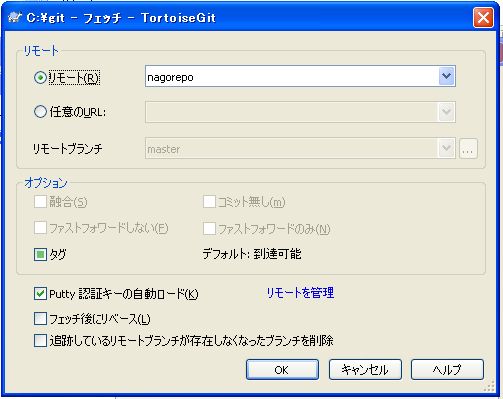 C:¥git - フェッチ - TortoiseGit
リモート
リモート(R)
nagorepo
任意のURL:
リモートブランチ
master
...
オプション
融合(S)
コミット無し(m)
ファストフォワードしない(F)
ファストフォワードのみ(N)
タグ
デフォルト: 到達可能
Putty 認証キーの自動ロード(K)
リモートを管理
フェッチ後にリベース(L)
追跡しているリモートブランチが存在しなくなったブランチを削除
OK
キャンセル
ヘルプ